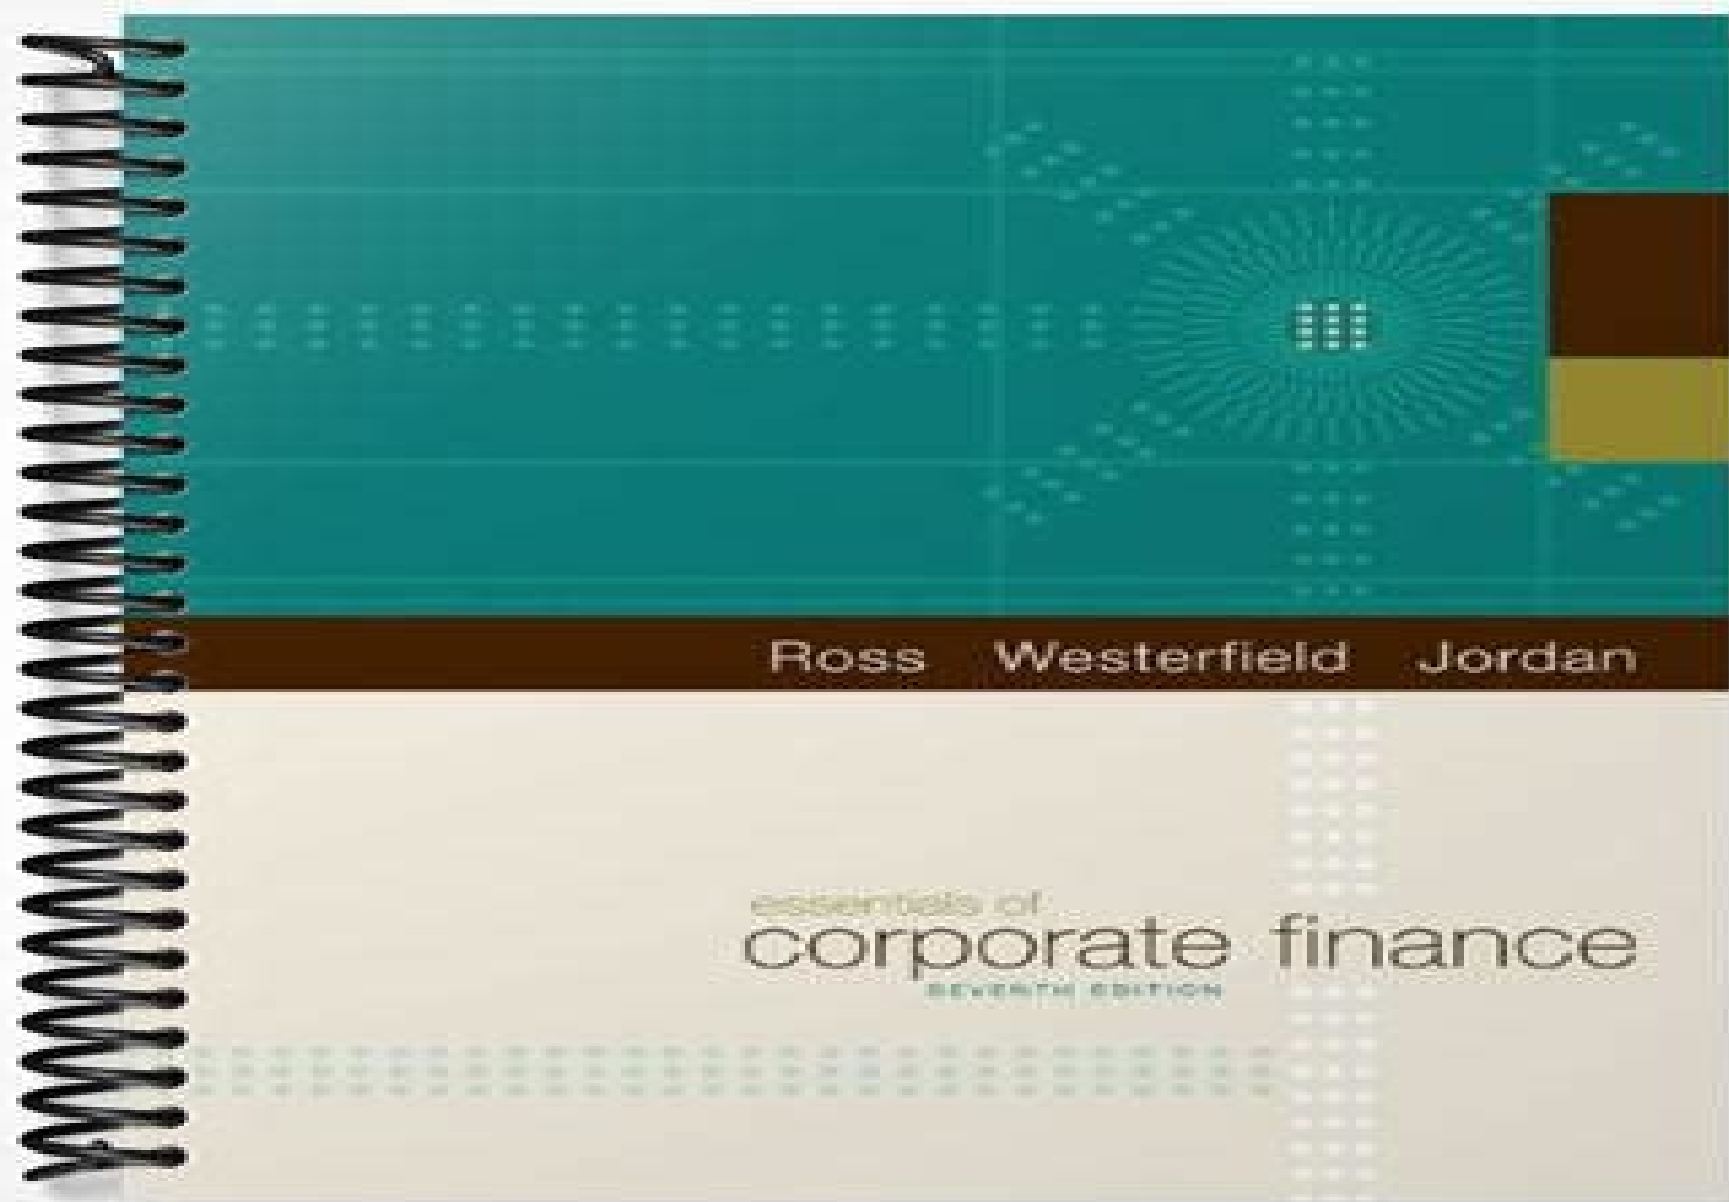 Ross Westerfield Jordan
essentials of
corporate finance
SEVENTH EDITION